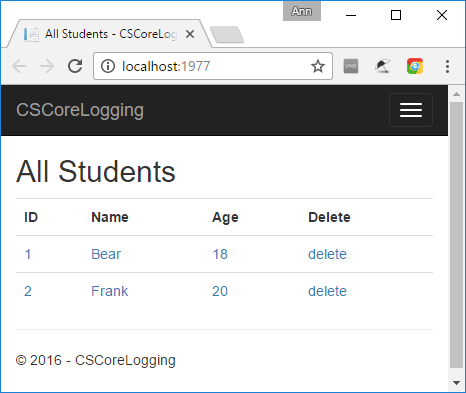 Ann
All Students - CSCoreLog
localhost:1977
CSCoreLogging
All Students
ID Name Age Delete
1 Bear 18 delete
2 Frank 20 delete
© 2016 - CSCoreLogging